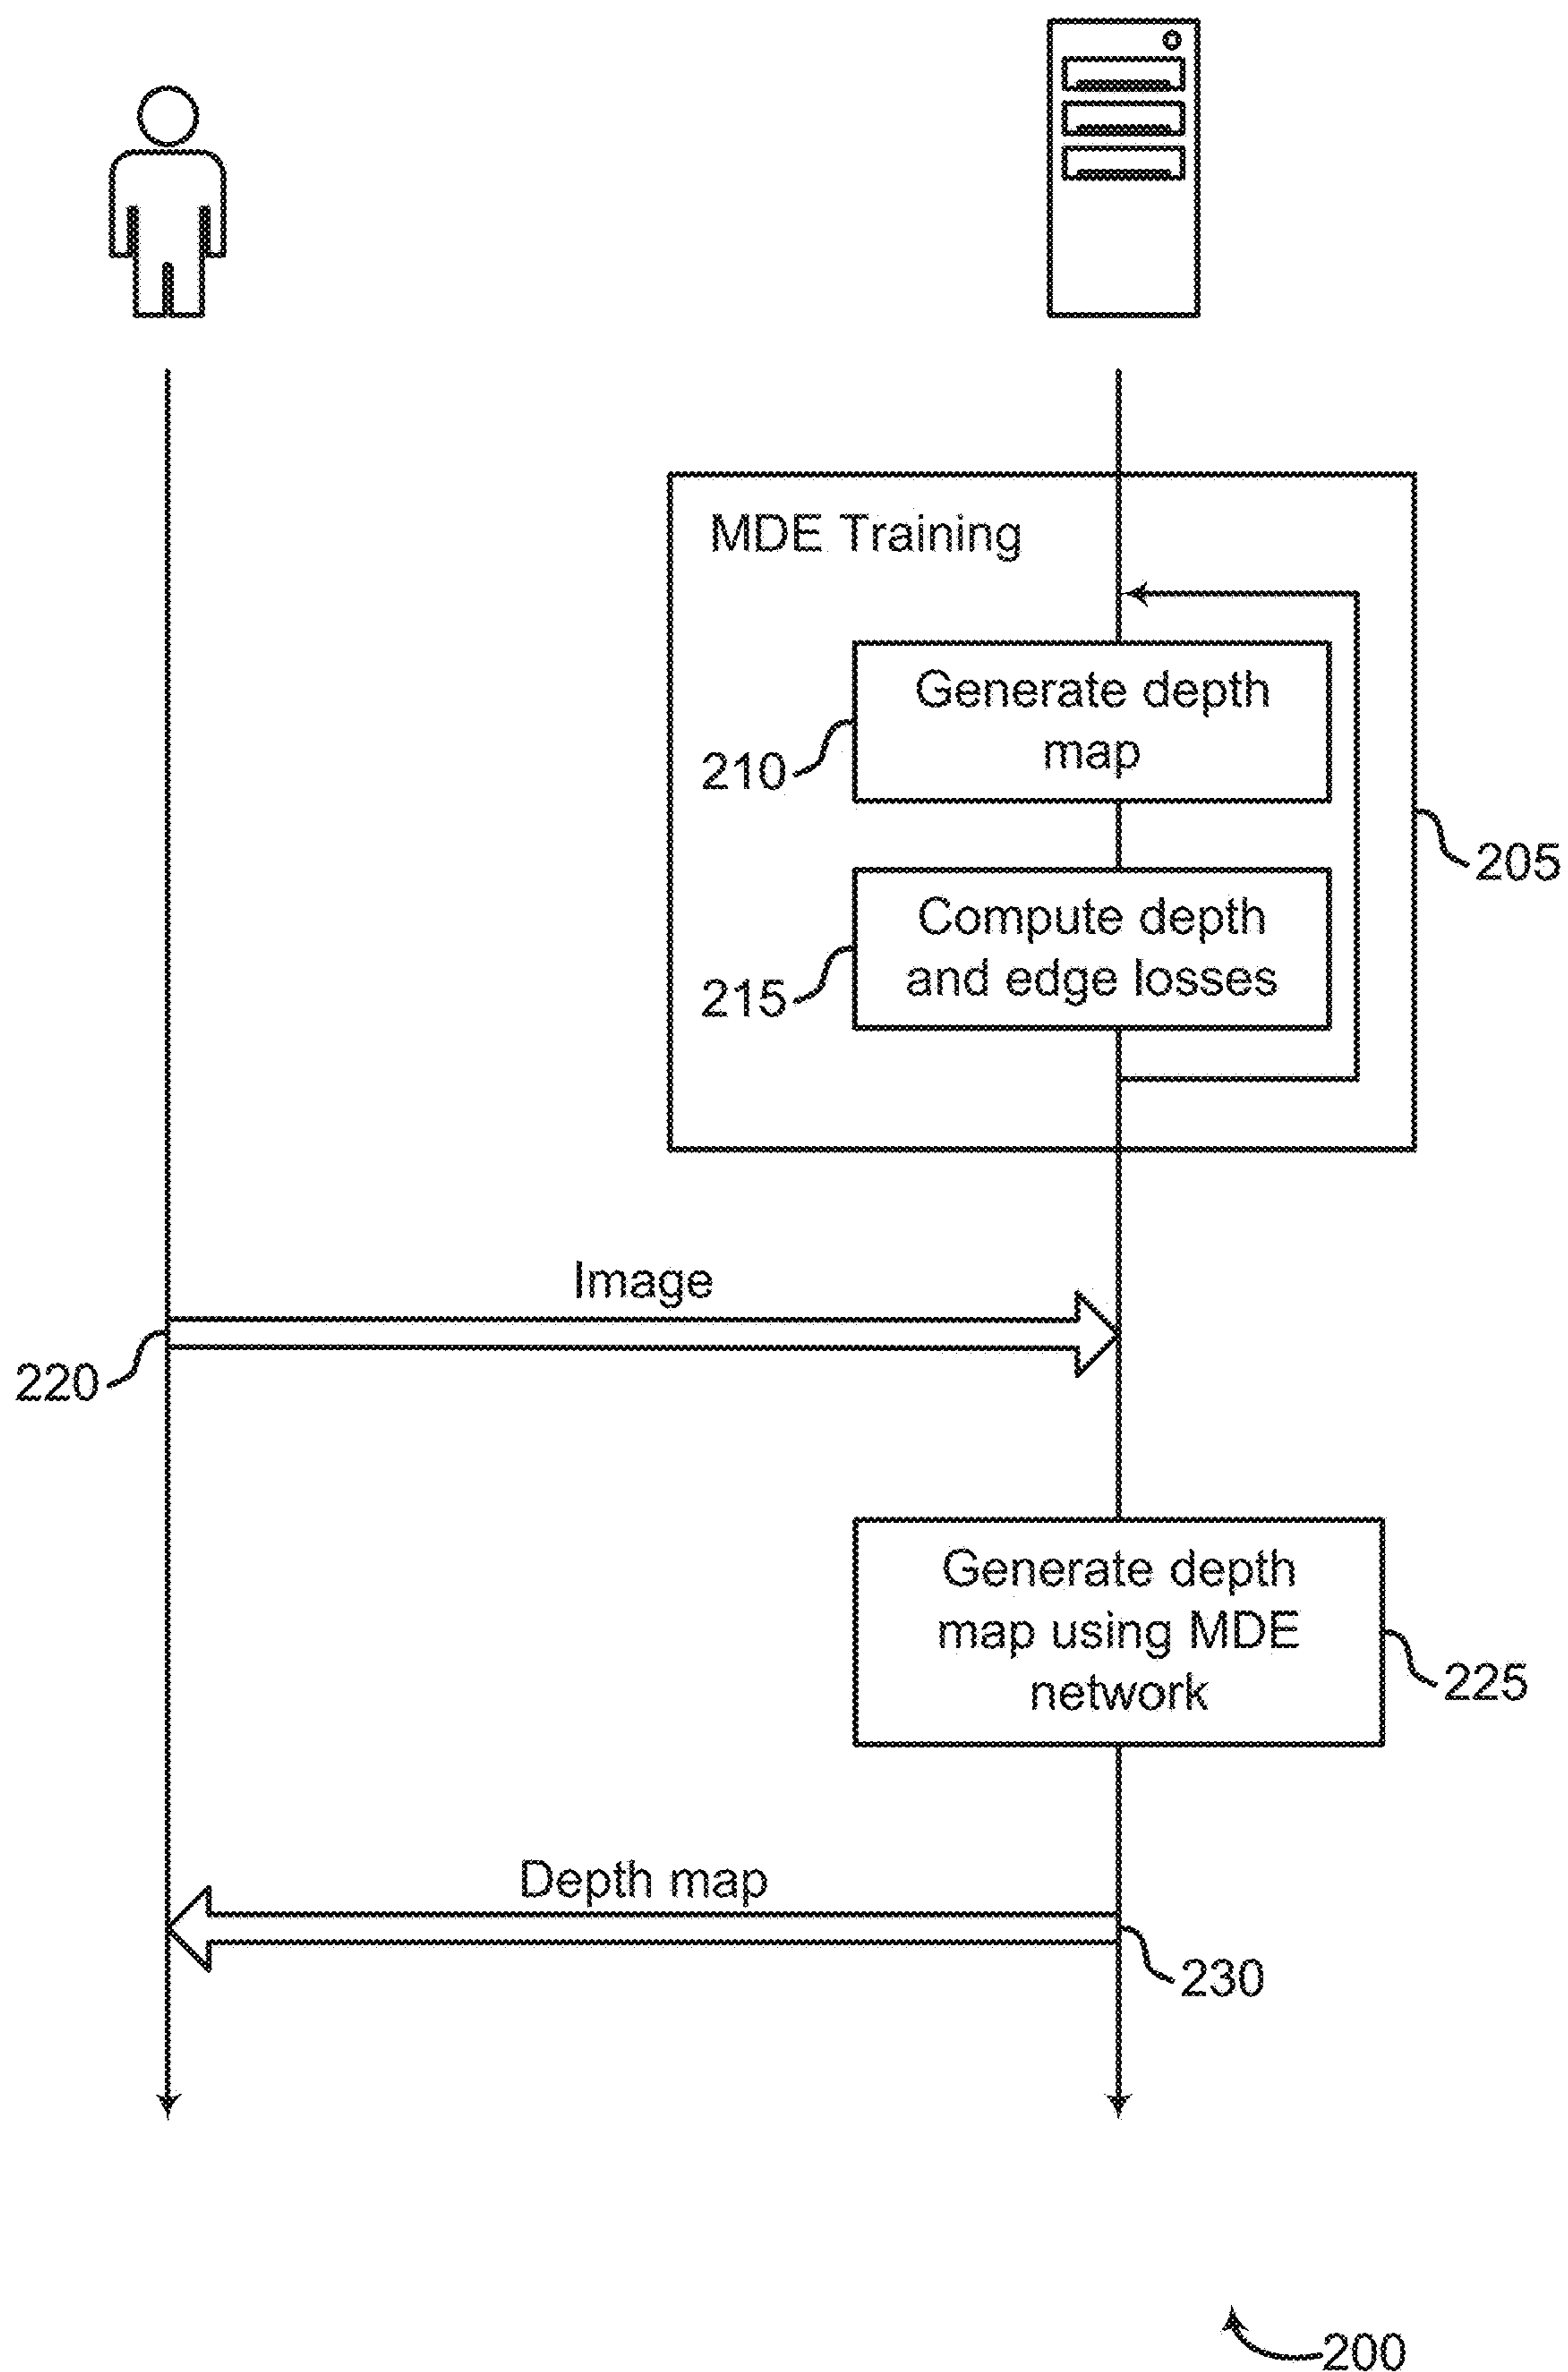 MDE Training
Generate depth
map
210
205
Compute depth
and edge losses
215
Image
220
Generate depth
map using MDE
network
225
Depth map
230
200